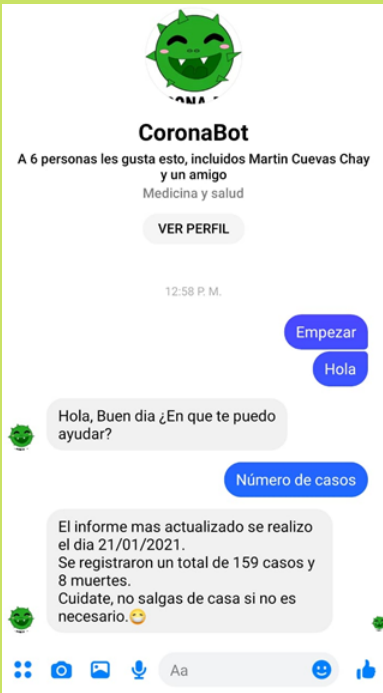 CoronaBot
A 6 personas les gusta esto, incluidos Martin Cuevas Chay
y un amigo
Medicina y salud
VER PERFIL
12:58 P. M.
Empezar
Hola
Hola, Buen dia ¿En que te puedo
ayudar?
Número de casos
El informe mas actualizado se realizo
el dia 21/01/2021.
Se registraron un total de 159 casos y
8 muertes.
Cuidate, no salgas de casa si no es
necesario.😷
Aa